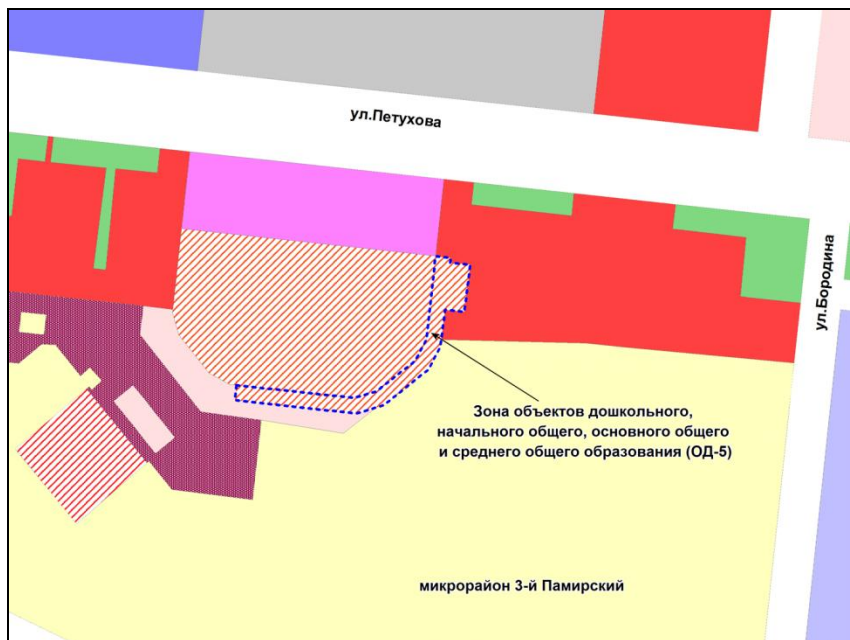 ул.Петухова
ул.Бородина
Зона объектов дошкольного,
начального общего, основного общего
и среднего общего образования (ОД-5)
микрорайон 3-й Памирский